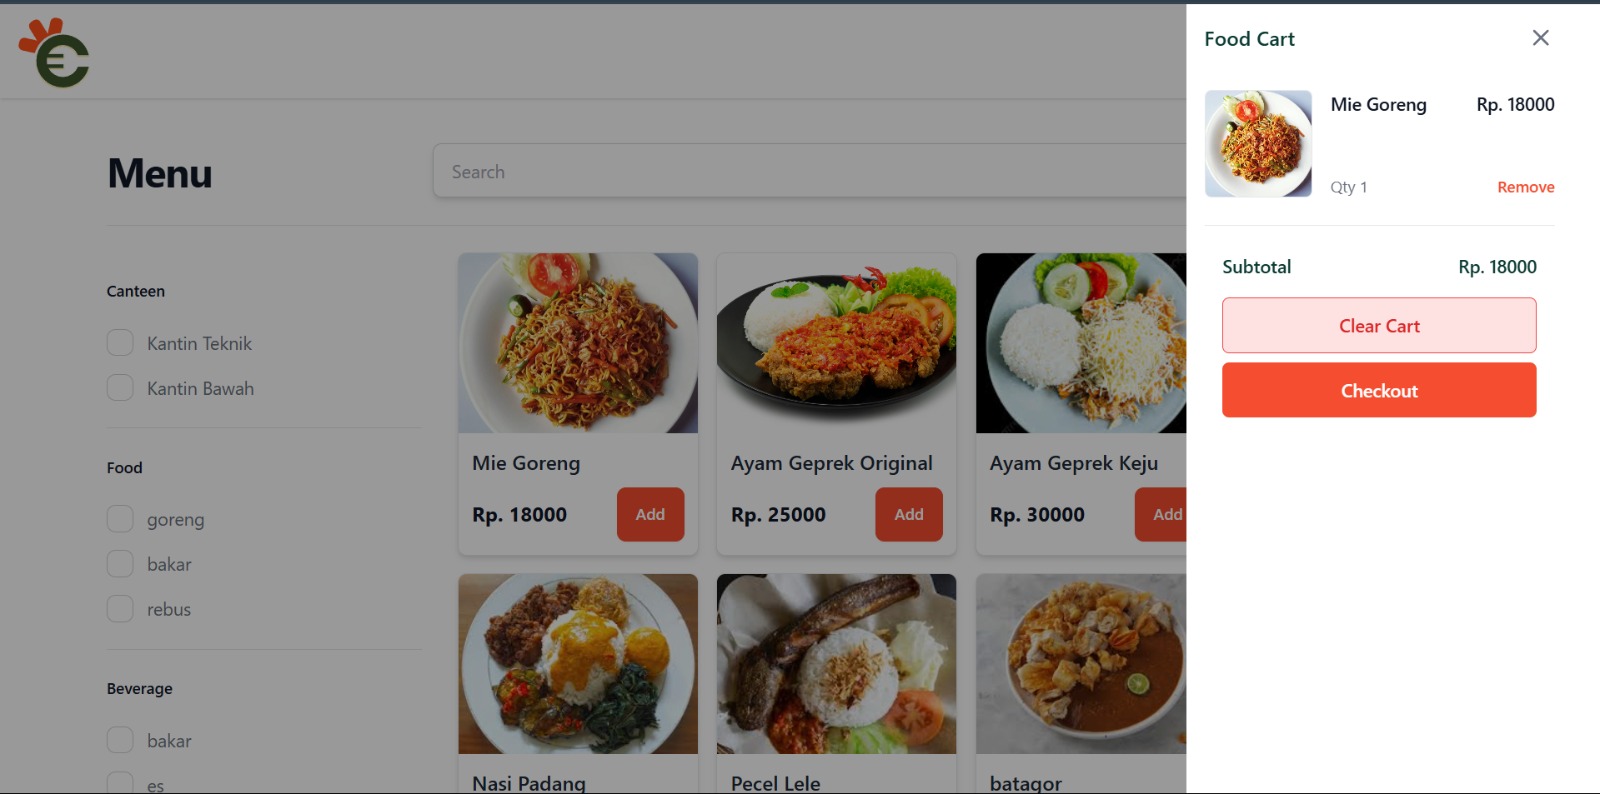 Menu
Search
Canteen
Kantin Teknik
Kantin Bawah
Food
goreng
bakar
rebus
Beverage
bakar
es
Mie Goreng
Rp. 18000
Add
Ayam Geprek Original
Rp. 25000
Add
Ayam Geprek Keju
Rp. 30000
Add
Nasi Padang
Pecel Lele
batagor
Food Cart
Mie Goreng
Rp. 18000
Qty 1
Remove
Subtotal
Rp. 18000
Clear Cart
Checkout